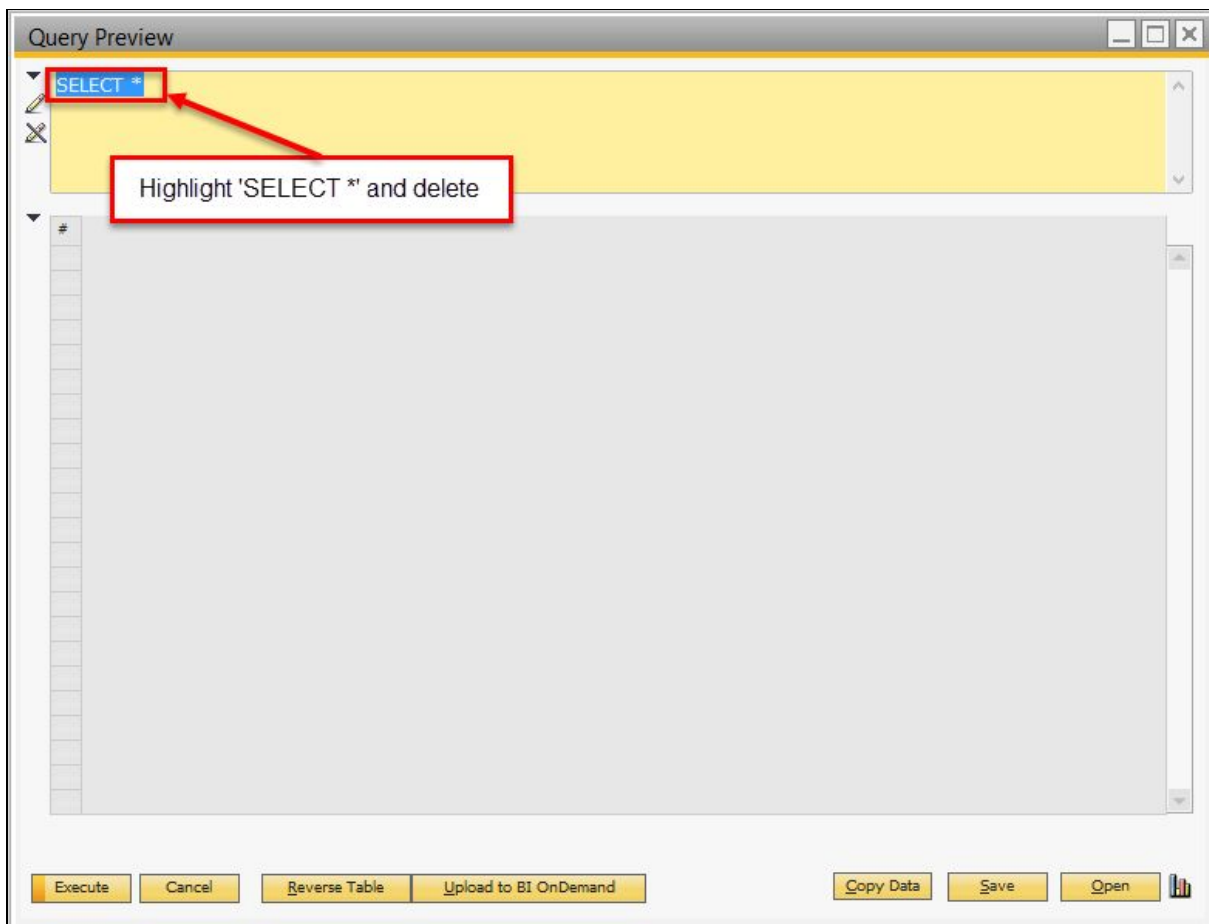 Query Preview
SELECT *
Highlight 'SELECT *' and delete
#
Execute Cancel Reverse Table Upload to BI OnDemand Copy Data Save Open